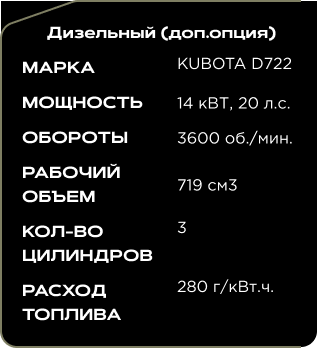 Дизельный (доп.опция)
МАРКА KUBOTA D722
МОЩНОСТЬ 14 кВТ, 20 л.с.
ОБОРОТЫ 3600 об./мин.
РАБОЧИЙ
ОБЪЕМ 719 см3
КОЛ-ВО 3
ЦИЛИНДРОВ
РАСХОД 280 г/кВт.ч.
ТОПЛИВА